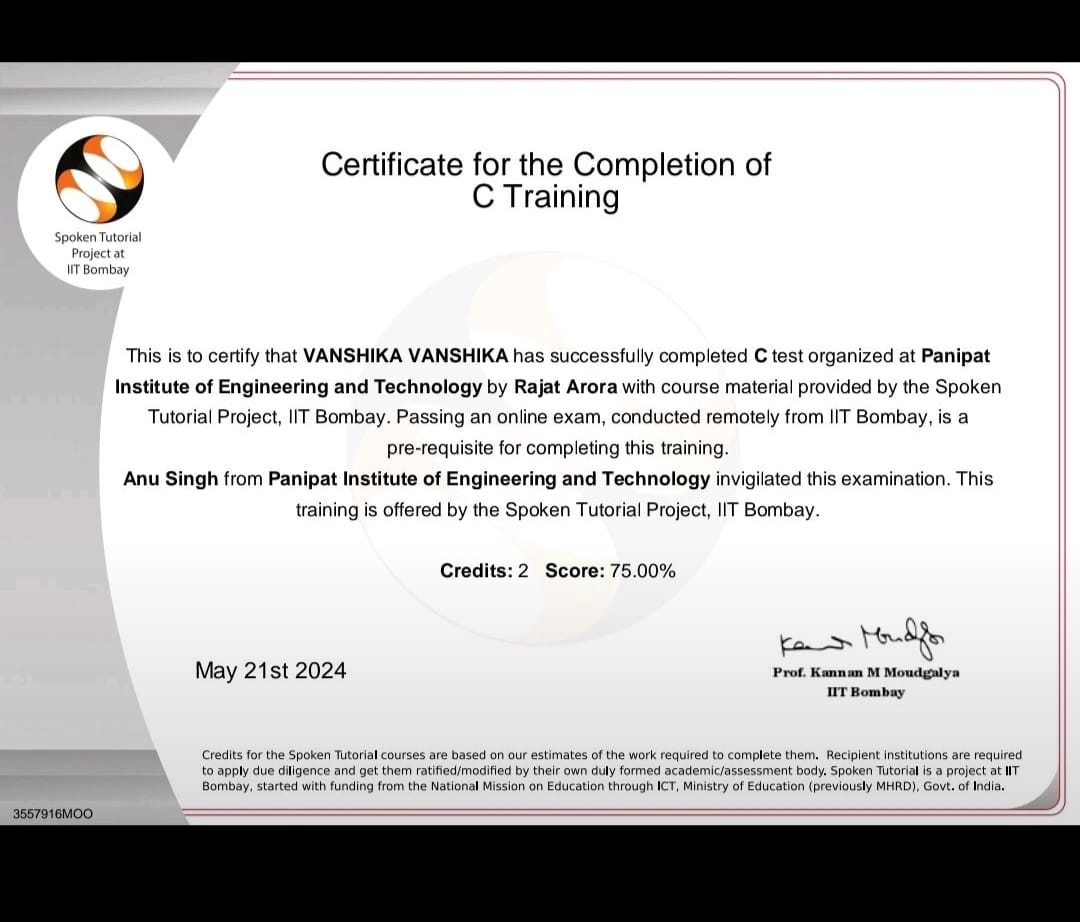 Certificate for the Completion of
C Training
Spoken Tutorial
Project at
IIT Bombay
This is to certify that VANSHIKA VANSHIKA has successfully completed C test organized at Panipat
Institute of Engineering and Technology by Rajat Arora with course material provided by the Spoken
Tutorial Project, IIT Bombay. Passing an online exam, conducted remotely from IIT Bombay, is a
pre-requisite for completing this training.
Anu Singh from Panipat Institute of Engineering and Technology invigilated this examination. This
training is offered by the Spoken Tutorial Project, IIT Bombay.
Credits: 2 Score: 75.00%
May 21st 2024
Prof. Kannan M Moudgalya
IIT Bombay
Credits for the Spoken Tutorial courses are based on our estimates of the work required to complete them. Recipient institutions are required
to apply due diligence and get them ratified/modified by their own duly formed academic/assessment body. Spoken Tutorial is a project at IIT
Bombay, started with funding from the National Mission on Education through ICT, Ministry of Education (previously MHRD), Govt. of India.
3557916MOO